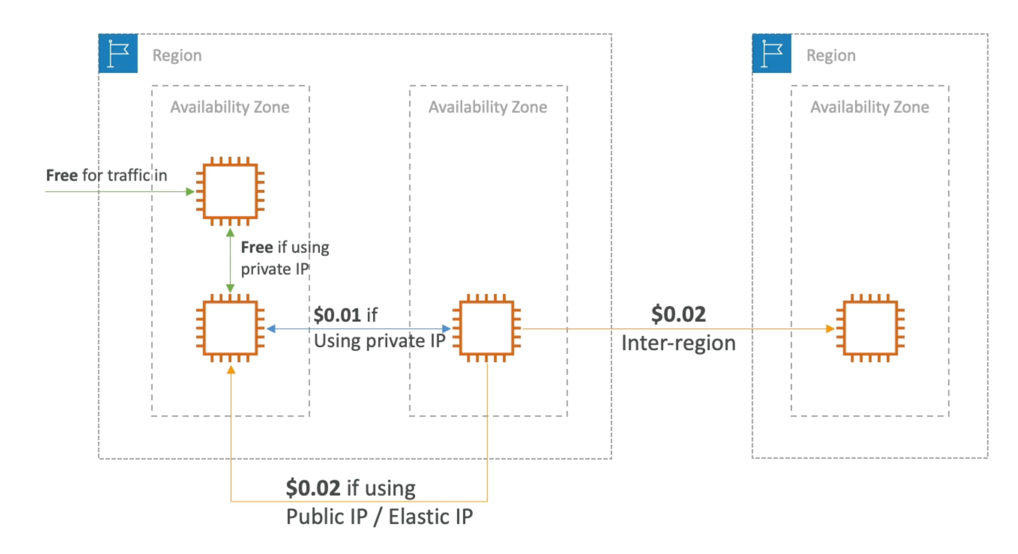 Region
Region
Availability Zone
Availability Zone
Availability Zone
Free for traffic in
Free if using
private IP
$0.01 if
Using private IP
$0.02
Inter-region
$0.02 if using
Public IP / Elastic IP